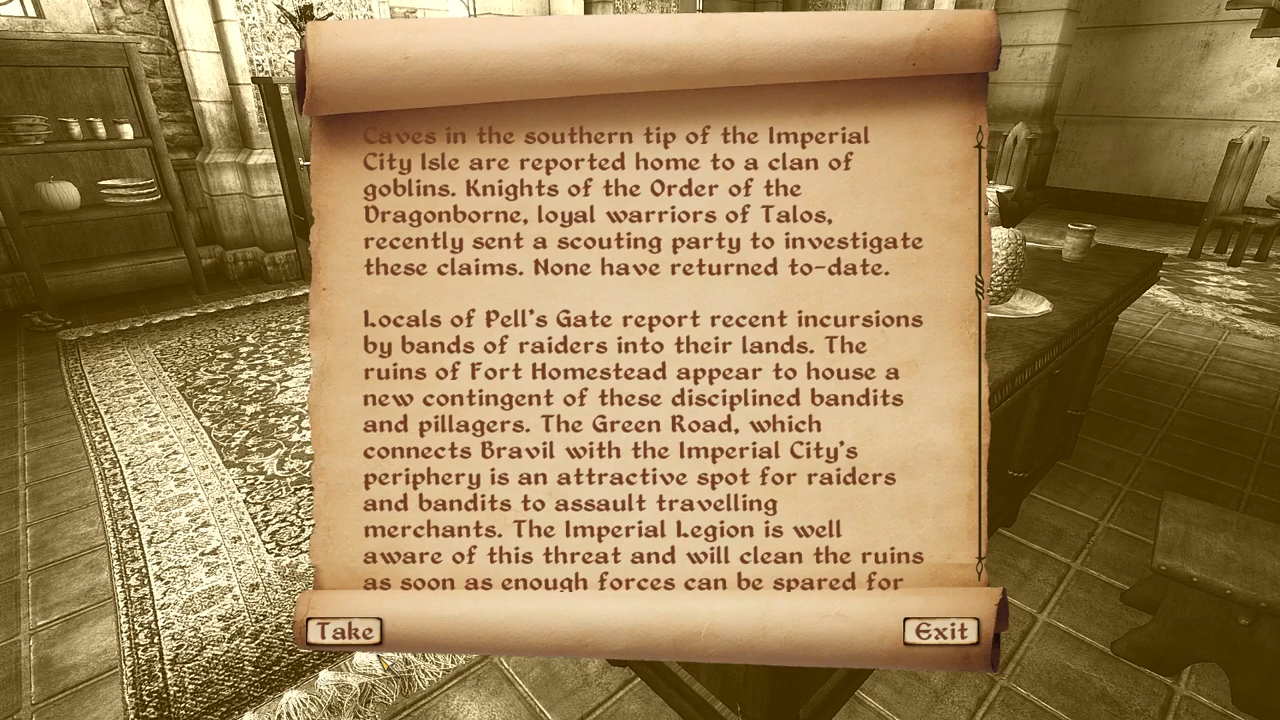 Caves in the southern tip of the Imperial
City Isle are reported home to a clan of
goblins. Knights of the Order of the
Dragonborne, loyal warriors of Talos,
recently sent a scouting party to investigate
these claims. None have returned to-date.
Locals of Pell's Gate report recent incursions
by bands of raiders into their lands. The
ruins of Fort Homestead appear to house a
new contingent of these disciplined bandits
and pillagers. The Green Road, which
connects Bravil with the Imperial City's
periphery is an attractive spot for raiders
and bandits to assault travelling
merchants. The Imperial Legion is well
aware of this threat and will clean the ruins
as soon as enough forces can be spared for
Take
Exit